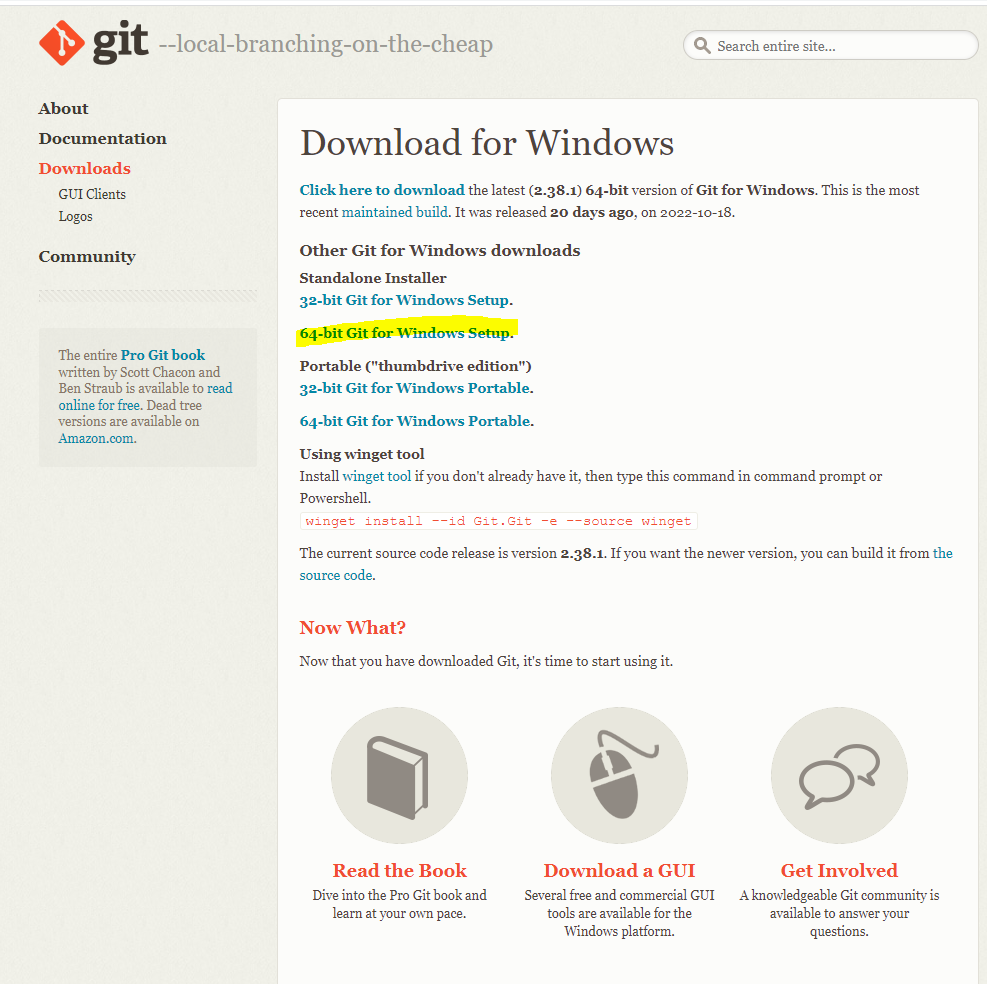 git --local-branching-on-the-cheap
Search entire site...
About
Documentation
Downloads
GUI Clients
Logos
Community
The entire Pro Git book
written by Scott Chacon and
Ben Straub is available to read
online for free. Dead tree
versions are available on
Amazon.com.
Download for Windows
Click here to download the latest (2.38.1) 64-bit version of Git for Windows. This is the most
recent maintained build. It was released 20 days ago, on 2022-10-18.
Other Git for Windows downloads
Standalone Installer
32-bit Git for Windows Setup.
64-bit Git for Windows Setup.
Portable ("thumbdrive edition")
32-bit Git for Windows Portable.
64-bit Git for Windows Portable.
Using winget tool
Install winget tool if you don't already have it, then type this command in command prompt or
Powershell.
winget install --id Git.Git -e --source winget
The current source code release is version 2.38.1. If you want the newer version, you can build it from the
source code.
Now What?
Now that you have downloaded Git, it's time to start using it.
Read the Book
Dive into the Pro Git book and
learn at your own pace.
Download a GUI
Several free and commercial GUI
tools are available for the
Windows platform.
Get Involved
A knowledgeable Git community is
available to answer your
questions.